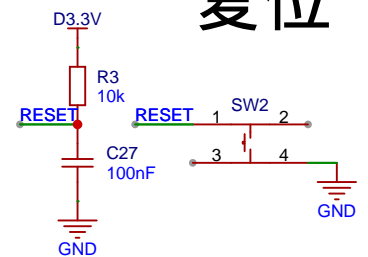 复位
D3.3V
R3
10k
RESET
C27
100nF
GND
RESET
SW2
1
2
3
4
GND